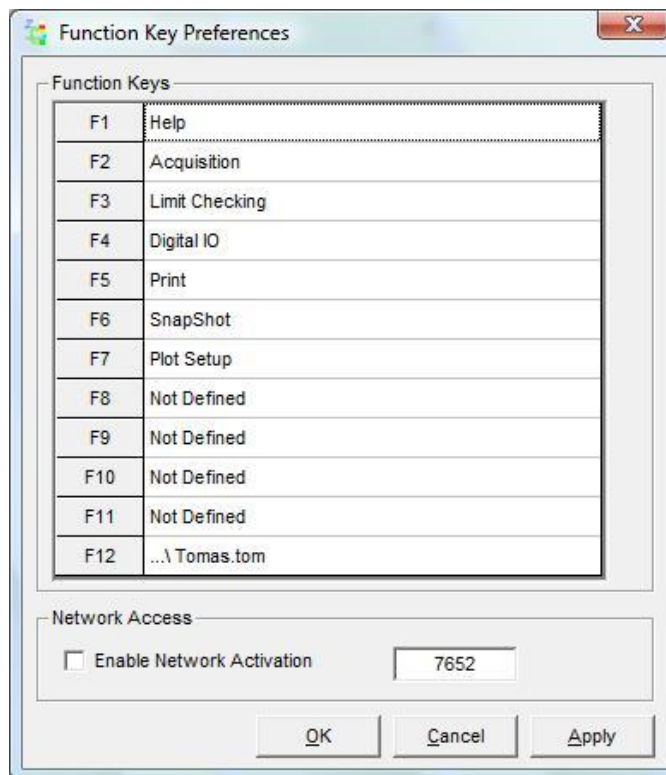 Function Key Preferences
Function Keys
F1 Help
F2 Acquisition
F3 Limit Checking
F4 Digital IO
F5 Print
F6 SnapShot
F7 Plot Setup
F8 Not Defined
F9 Not Defined
F10 Not Defined
F11 Not Defined
F12 ...\ Tomas.tom
Network Access
Enable Network Activation 7652
OK Cancel Apply